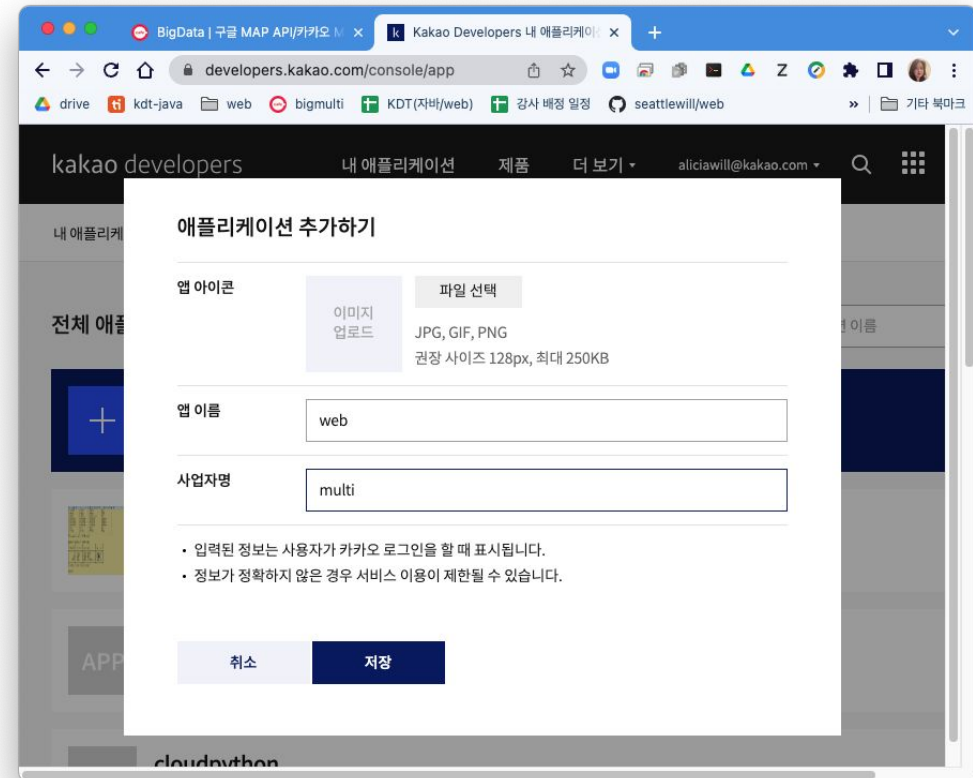 BigData | 구글 MAP API/카카오 M
k Kakao Developers 내 애플리케이
developers.kakao.com/console/app
drive
kdt-java
web
bigmulti
KDT(자바/web)
강사 배정 일정
seattlewill/web
»
기타 북마크
kakao developers
내 애플리케이션
제품
더 보기
aliciawill@kakao.com
내 애플리케
애플리케이션 추가하기
앱 아이콘
이미지
업로드
파일 선택
JPG, GIF, PNG
권장 사이즈 128px, 최대 250KB
전체 애플
이름
앱 이름
web
사업자명
multi
• 입력된 정보는 사용자가 카카오 로그인을 할 때 표시됩니다.
• 정보가 정확하지 않은 경우 서비스 이용이 제한될 수 있습니다.
APP
취소
저장
cloudpython